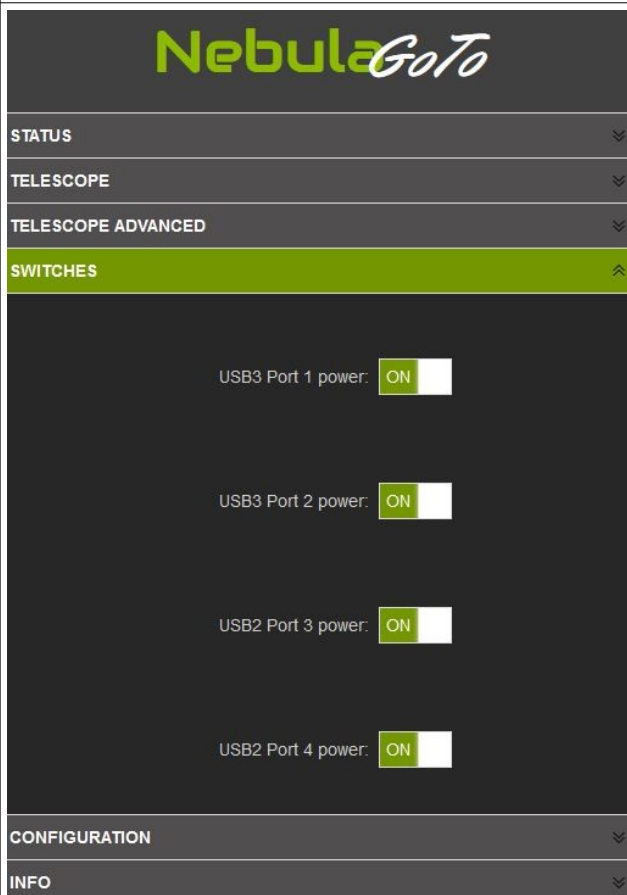 NebulaGoTo
STATUS
TELESCOPE
TELESCOPE ADVANCED
SWITCHES
USB3 Port 1 power: ON
USB3 Port 2 power: ON
USB2 Port 3 power: ON
USB2 Port 4 power: ON
CONFIGURATION
INFO